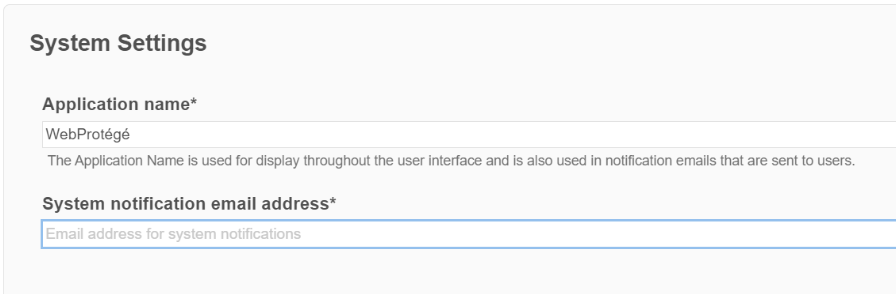 System Settings
Application name*
WebProtégé
The Application Name is used for display throughout the user interface and is also used in notification emails that are sent to users.
System notification email address*
Email address for system notifications